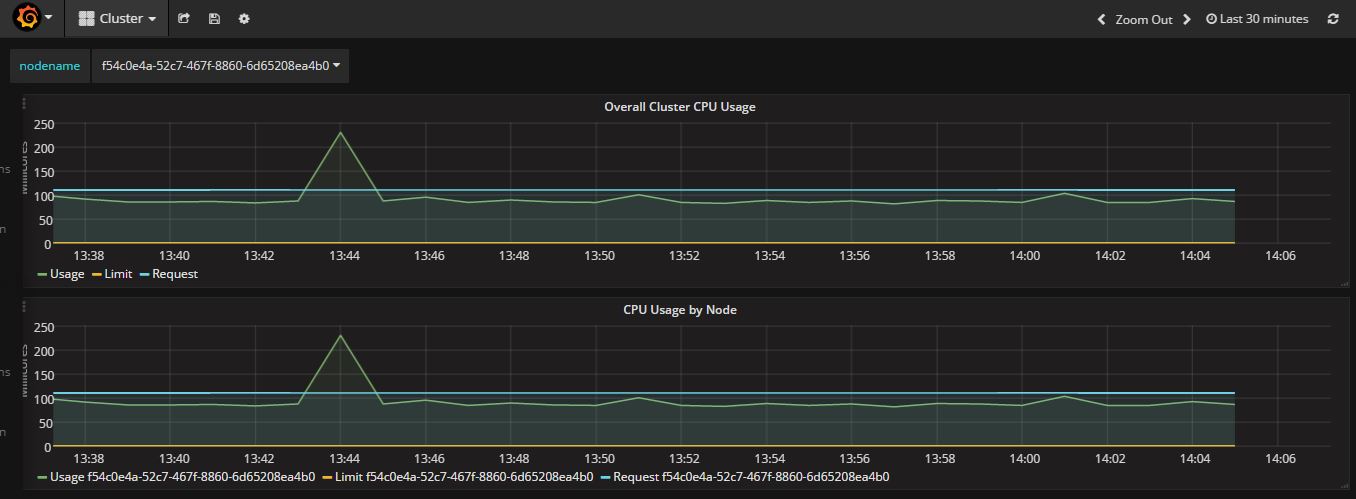 Cluster
Zoom Out
Last 30 minutes
nodename
f54c0e4a-52c7-467f-8860-6d65208ea4b0
Overall Cluster CPU Usage
250
200
150
100
50
0
13:38 13:40 13:42 13:44 13:46 13:48 13:50 13:52 13:54 13:56 13:58 14:00 14:02 14:04 14:06
Usage Limit Request
CPU Usage by Node
250
200
150
100
50
0
13:38 13:40 13:42 13:44 13:46 13:48 13:50 13:52 13:54 13:56 13:58 14:00 14:02 14:04 14:06
Usage f54c0e4a-52c7-467f-8860-6d65208ea4b0 Limit f54c0e4a-52c7-467f-8860-6d65208ea4b0 Request f54c0e4a-52c7-467f-8860-6d65208ea4b0